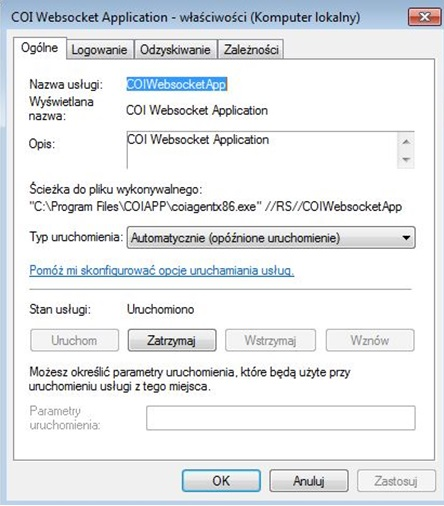 COI Websocket Application - właściwości (Komputer lokalny)
Ogólne Logowanie Odzyskiwanie Zależności
Nazwa usługi: COIWebsocketApp
Wyświetlana nazwa: COI Websocket Application
Opis: COI Websocket Application
Ścieżka do pliku wykonywalnego:
"C:\Program Files\COIAPP\coiagentx86.exe" //RS//COIWebsocketApp
Typ uruchomienia: Automatycznie (opóźnione uruchomienie)
Pomóż mi skonfigurować opcje uruchamiania usług.
Stan usługi: Uruchomiono
Uruchom Zatrzymaj Wstrzymaj Wznów
Możesz określić parametry uruchomienia, które będą użyte przy
uruchomieniu usługi z tego miejsca.
Parametry
uruchomienia:
OK Anuluj Zastosuj